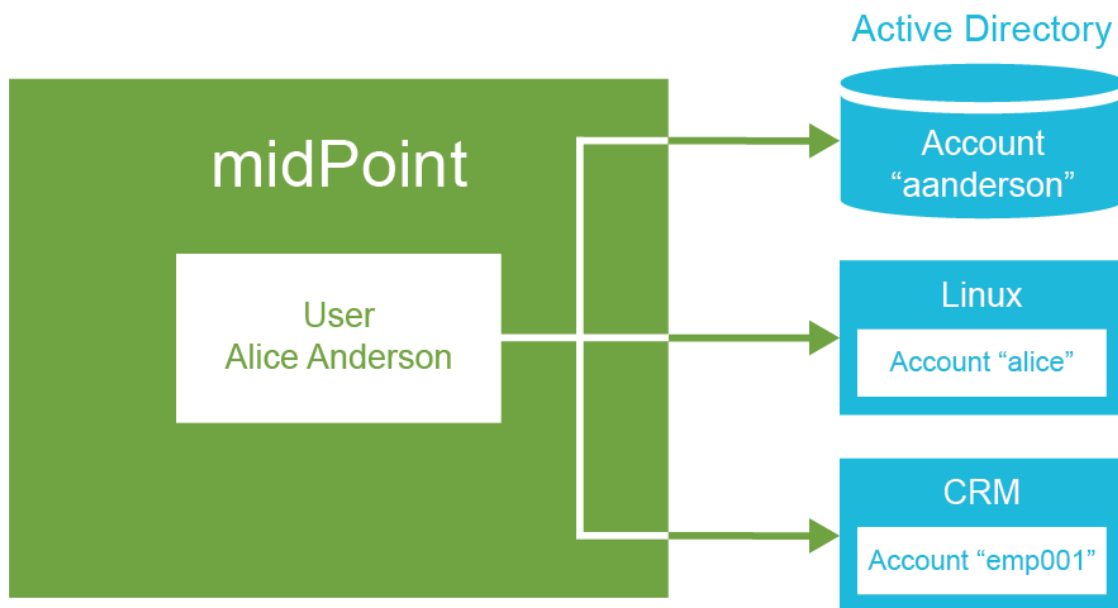 midPoint
User
Alice Anderson
Active Directory
Account
“aanderson”
Linux
Account “alice”
CRM
Account “emp001”